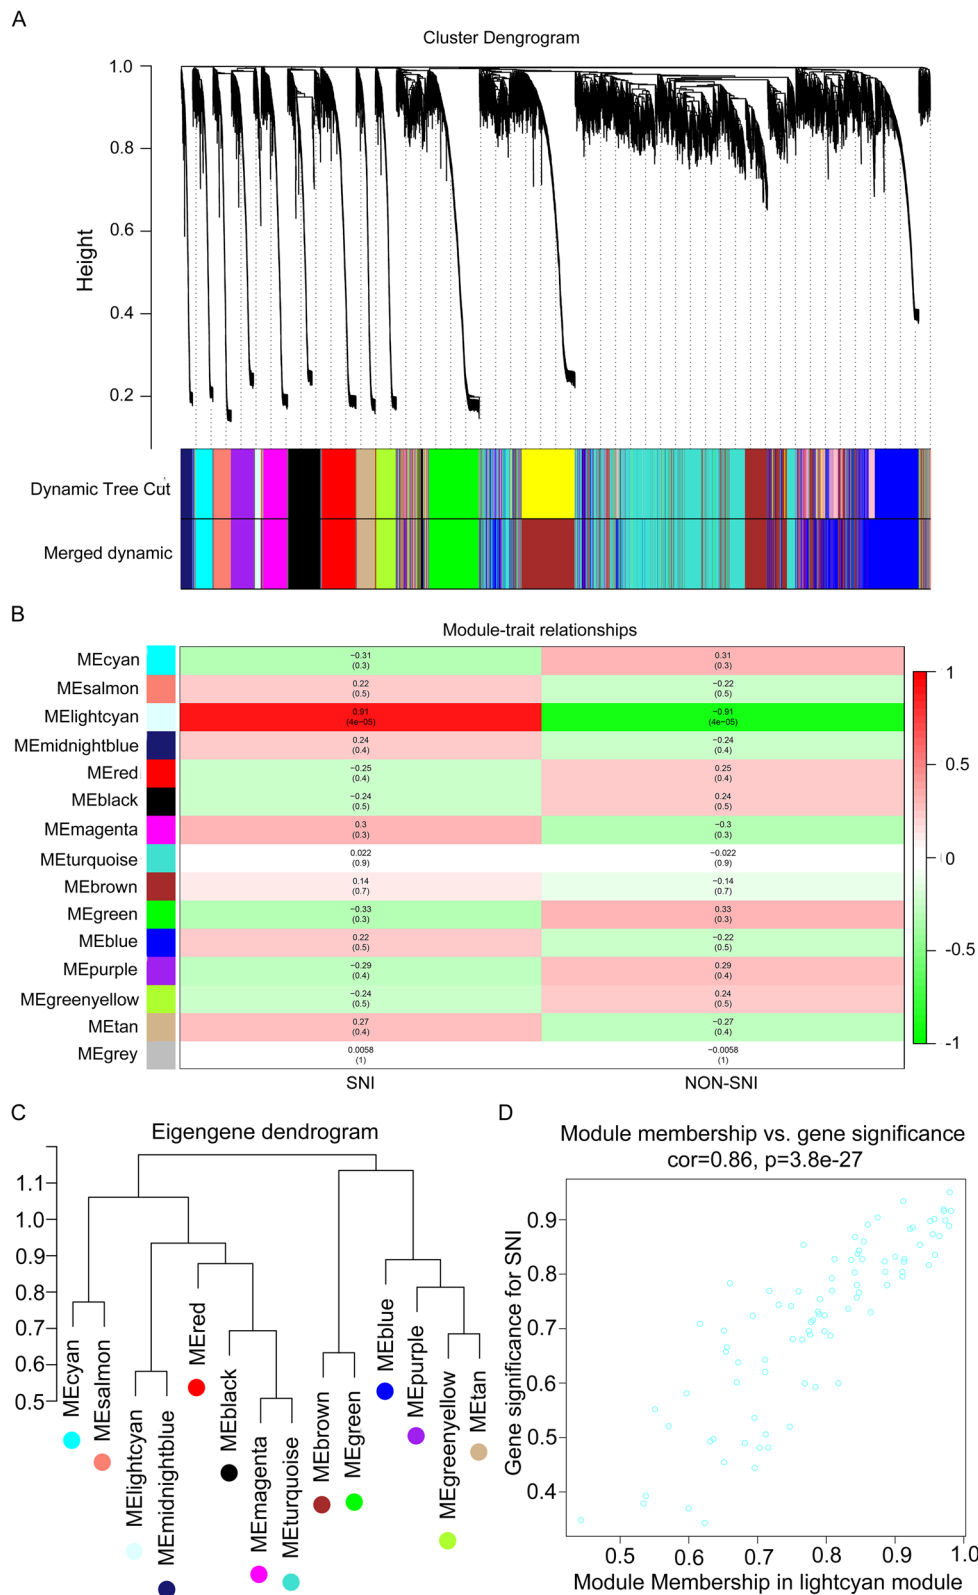 A
Cluster Dengrogram
Height
1.0
0.8
0.6
0.4
0.2
Dynamic Tree Cut
Merged dynamic
B
Module-trait relationships
MEcyan −0.31 0.31
(0.3) (0.3)
MEsalmon 0.22 −0.22
(0.5) (0.5)
MElightcyan 0.91 −0.91
(4e−05) (4e−05)
MEmidnightblue 0.24 −0.24
(0.4) (0.4)
MEred −0.25 0.25
(0.4) (0.4)
MEblack −0.24 0.24
(0.5) (0.5)
MEmagenta 0.3 −0.3
(0.3) (0.3)
MEturquoise 0.022 −0.022
(0.9) (0.9)
MEbrown 0.14 −0.14
(0.7) (0.7)
MEgreen −0.33 0.33
(0.3) (0.3)
MEblue 0.22 −0.22
(0.5) (0.5)
MEpurple −0.29 0.29
(0.4) (0.4)
MEgreenyellow −0.24 0.24
(0.5) (0.5)
MEtan 0.27 −0.27
(0.4) (0.4)
MEgrey 0.0058 −0.0058
(1) (1)
SNI NON-SNI
1
0.5
0
-0.5
-1
C
Eigengene dendrogram
1.1
1.0
0.9
0.8
0.7
0.6
0.5
MEcyan
MEsalmon
MElightcyan
MEmidnightblue
MEred
MEblack
MEmagenta
MEturquoise
MEbrown
MEgreen
MEblue
MEpurple
MEgreenyellow
MEtan
D
Module membership vs. gene significance
cor=0.86, p=3.8e-27
Gene significance for SNI
0.9
0.8
0.7
0.6
0.5
0.4
0.5 0.6 0.7 0.8 0.9 1.0
Module Membership in lightcyan module